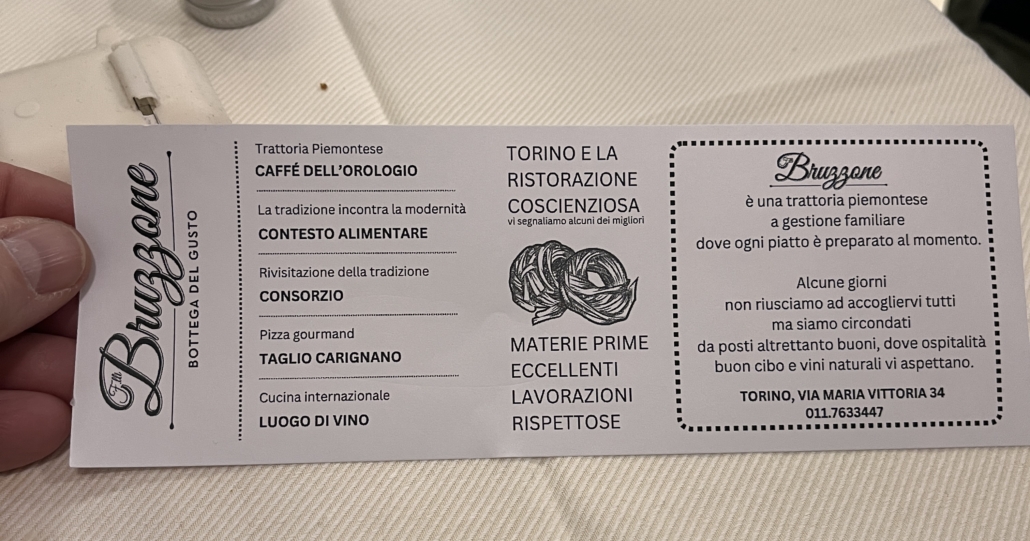 Flli Bruzzone
BOTTEGA DEL GUSTO
Trattoria Piemontese
CAFFÉ DELL'OROLOGIO
La tradizione incontra la modernità
CONTESTO ALIMENTARE
Rivisitazione della tradizione
CONSORZIO
Pizza gourmand
TAGLIO CARIGNANO
Cucina internazionale
LUOGO DI VINO
TORINO E LA
RISTORAZIONE
COSCIENZIOSA
vi segnaliamo alcuni dei migliori
MATERIE PRIME
ECCELLENTI
LAVORAZIONI
RISPETTOSE
Flli Bruzzone
è una trattoria piemontese
a gestione familiare
dove ogni piatto è preparato al momento.
Alcune giorni
non riusciamo ad accogliervi tutti
ma siamo circondati
da posti altrettanto buoni, dove ospitalità
buon cibo e vini naturali vi aspettano.
TORINO, VIA MARIA VITTORIA 34
011.7633447